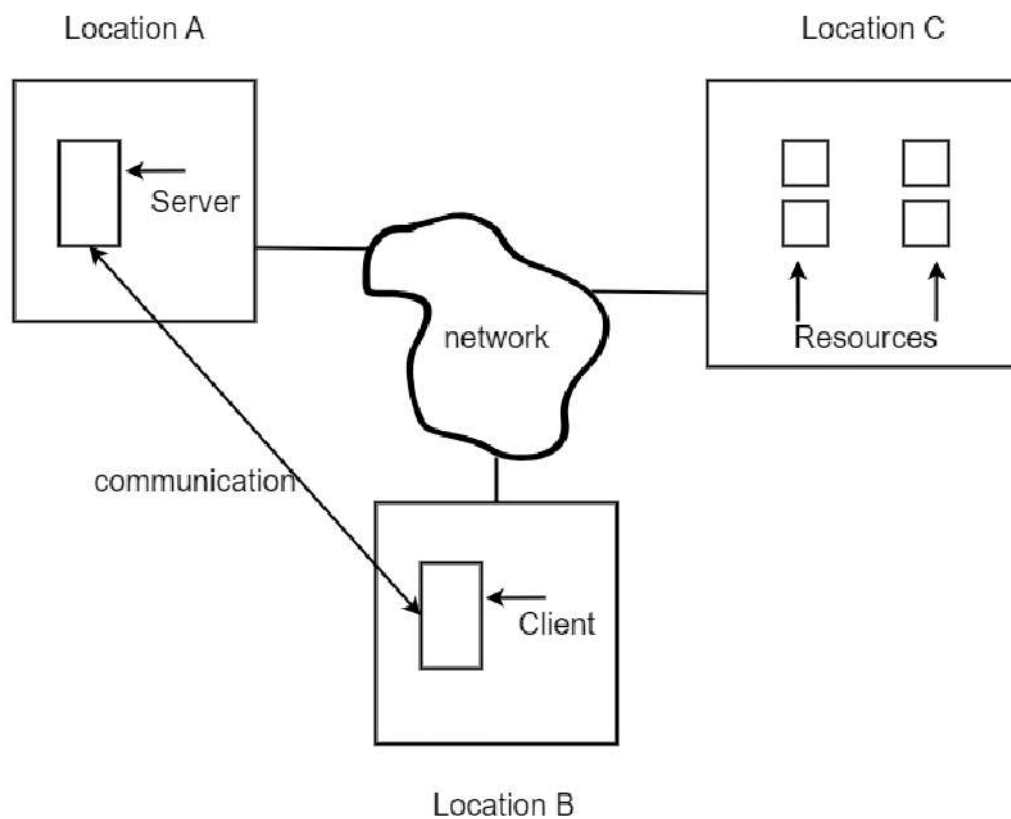 Location A
Location C
Server
network
Resources
communication
Client
Location B